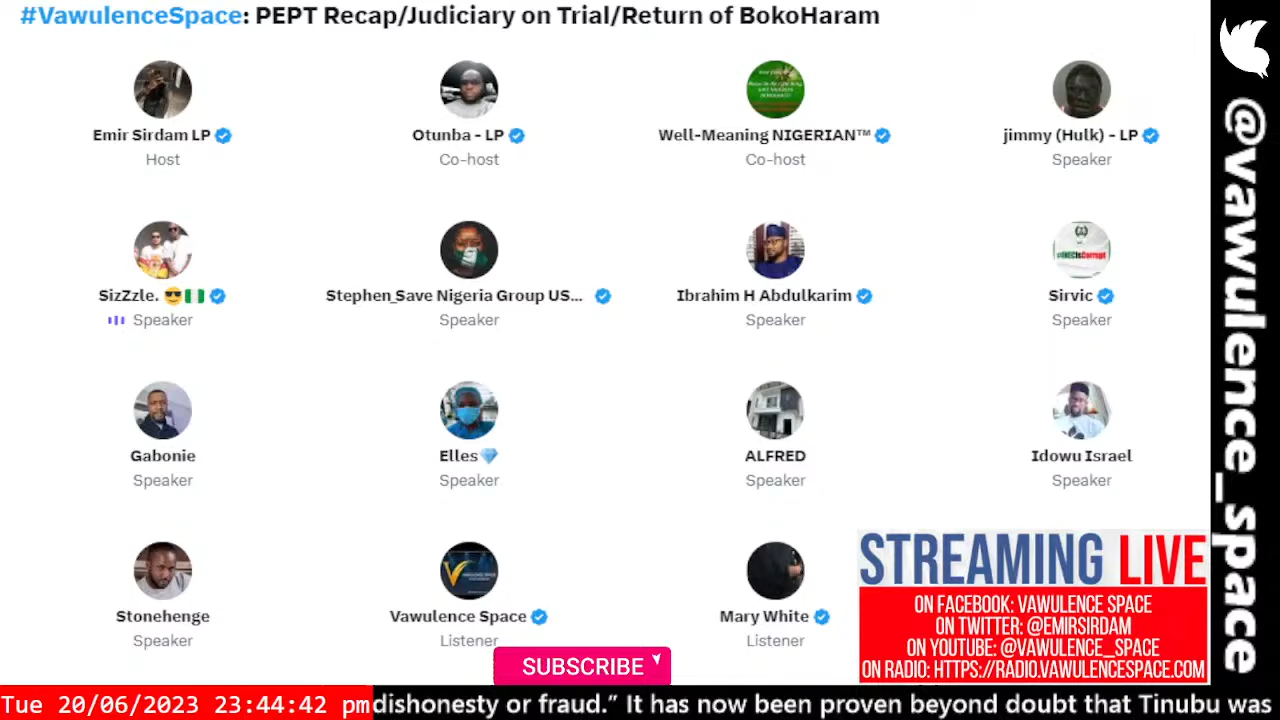 #VawulenceSpace: PEPT Recap/Judiciary on Trial/Return of BokoHaram
Emir Sirdam LP
Host
Otunba - LP
Co-host
Well-Meaning NIGERIAN™
Co-host
jimmy (Hulk) - LP
Speaker
SizZzle. 😎🇳🇬
Speaker
Stephen_Save Nigeria Group US...
Speaker
Ibrahim H Abdulkarim
Speaker
Sirvic
Speaker
Gabonie
Speaker
Elles💎
Speaker
ALFRED
Speaker
Idowu Israel
Speaker
Stonehenge
Speaker
Vawulence Space
Listener
Mary White
Listener
SUBSCRIBE
STREAMING LIVE
ON FACEBOOK: VAWULENCE SPACE
ON TWITTER: @EMIRSIRDAM
ON YOUTUBE: @VAWULENCE_SPACE
ON RADIO: HTTPS://RADIO.VAWULENCESPACE.COM
@vawulence_space
Tue 20/06/2023 23:44:42 pm
dishonesty or fraud.” It has now been proven beyond doubt that Tinubu was